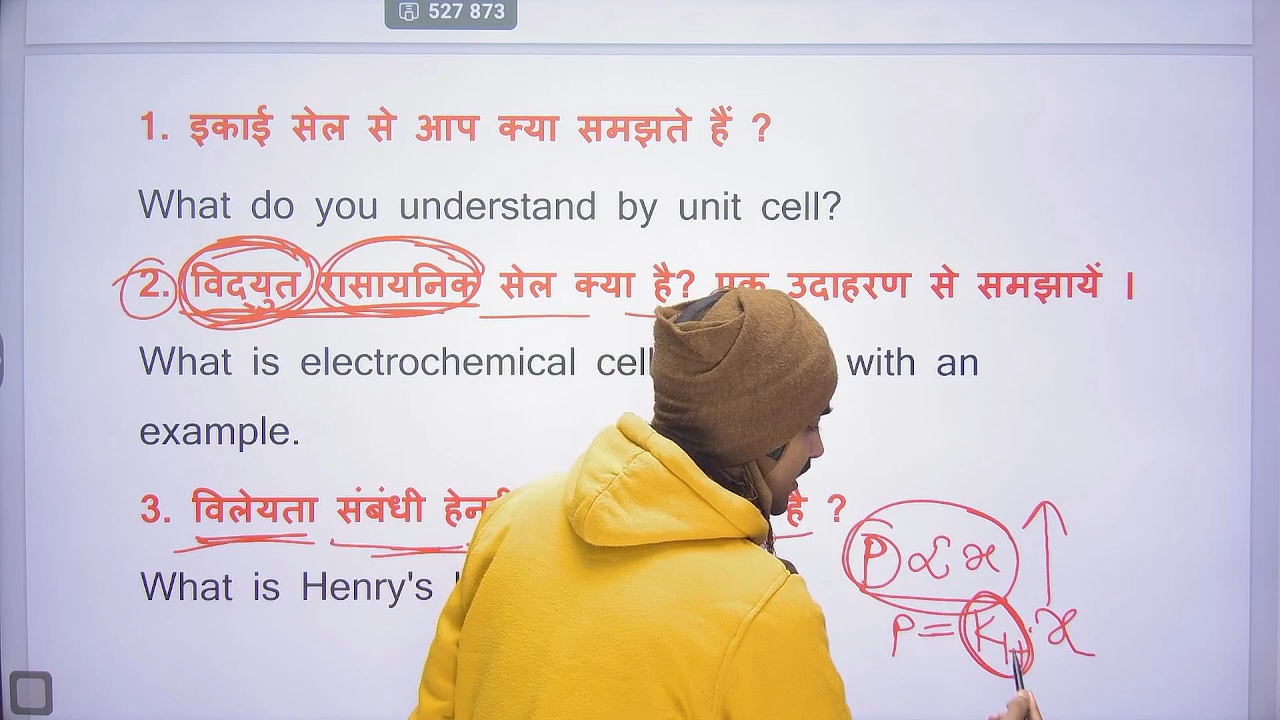 527 873
1. इकाई सेल से आप क्या समझते हैं ?
What do you understand by unit cell?
2. विद्युत रासायनिक सेल क्या है? एक उदाहरण से समझायें ।
What is electrochemical cell with an
example.
3. विलेयता संबंधी है ?
What is Henry's
P ∝ x
P = K_H . x